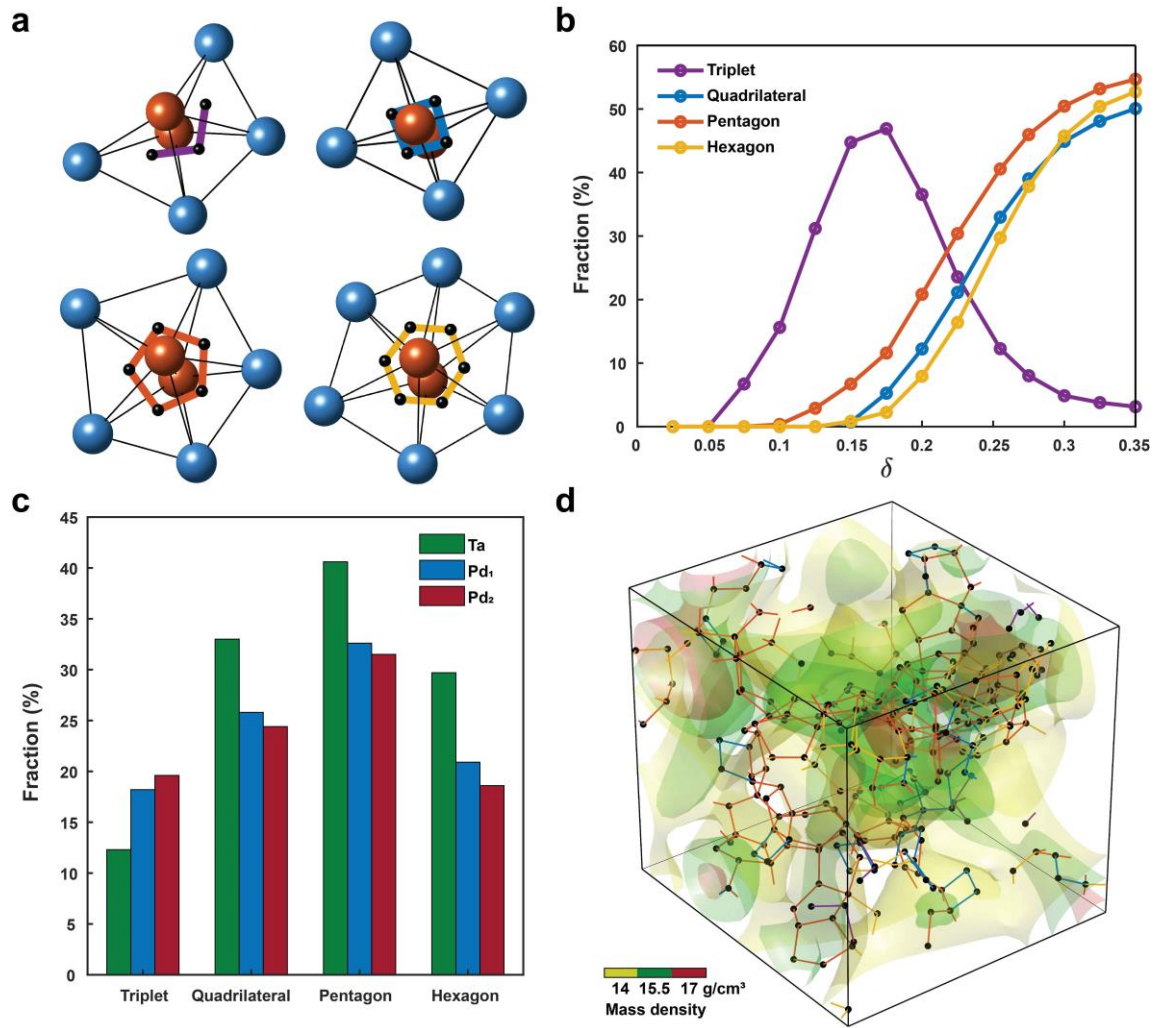 a
b
60
50
40
30
20
10
0
Fraction (%)
Triplet
Quadrilateral
Pentagon
Hexagon
0 0.05 0.1 0.15 0.2 0.25 0.3 0.35
δ
c
45
40
35
30
25
20
15
10
5
0
Fraction (%)
Ta
Pd₁
Pd₂
Triplet Quadrilateral Pentagon Hexagon
d
14 15.5 17 g/cm³
Mass density